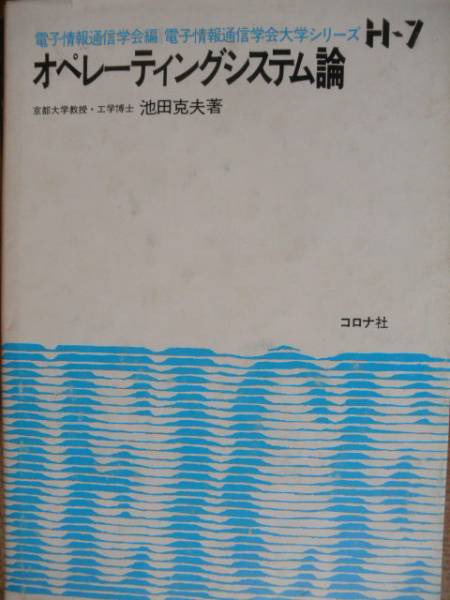 電子情報通信学会編 電子情報通信学会大学シリーズ H-7
オペレーティングシステム論
京都大学教授・工学博士 池田克夫著
コロナ社